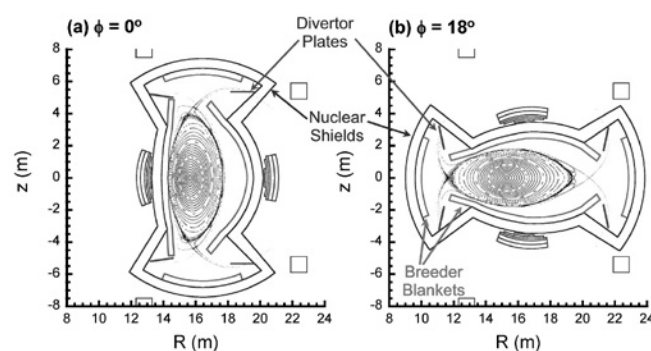 (a) ϕ = 0º
Divertor
Plates
(b) ϕ = 18º
Nuclear
Shields
Breeder
Blankets
z (m)
8
6
4
2
0
-2
-4
-6
-8
8 10 12 14 16 18 20 22 24
R (m)
z (m)
8
6
4
2
0
-2
-4
-6
-8
8 10 12 14 16 18 20 22 24
R (m)